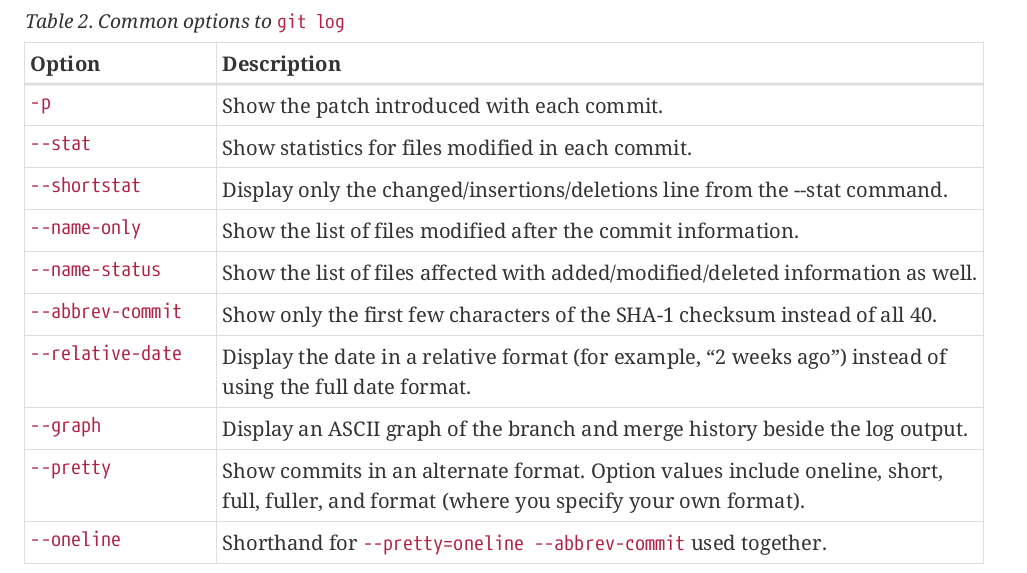 Table 2. Common options to git log
Option Description
-p Show the patch introduced with each commit.
--stat Show statistics for files modified in each commit.
--shortstat Display only the changed/insertions/deletions line from the --stat command.
--name-only Show the list of files modified after the commit information.
--name-status Show the list of files affected with added/modified/deleted information as well.
--abbrev-commit Show only the first few characters of the SHA-1 checksum instead of all 40.
--relative-date Display the date in a relative format (for example, “2 weeks ago”) instead of
using the full date format.
--graph Display an ASCII graph of the branch and merge history beside the log output.
--pretty Show commits in an alternate format. Option values include oneline, short,
full, fuller, and format (where you specify your own format).
--oneline Shorthand for --pretty=oneline --abbrev-commit used together.